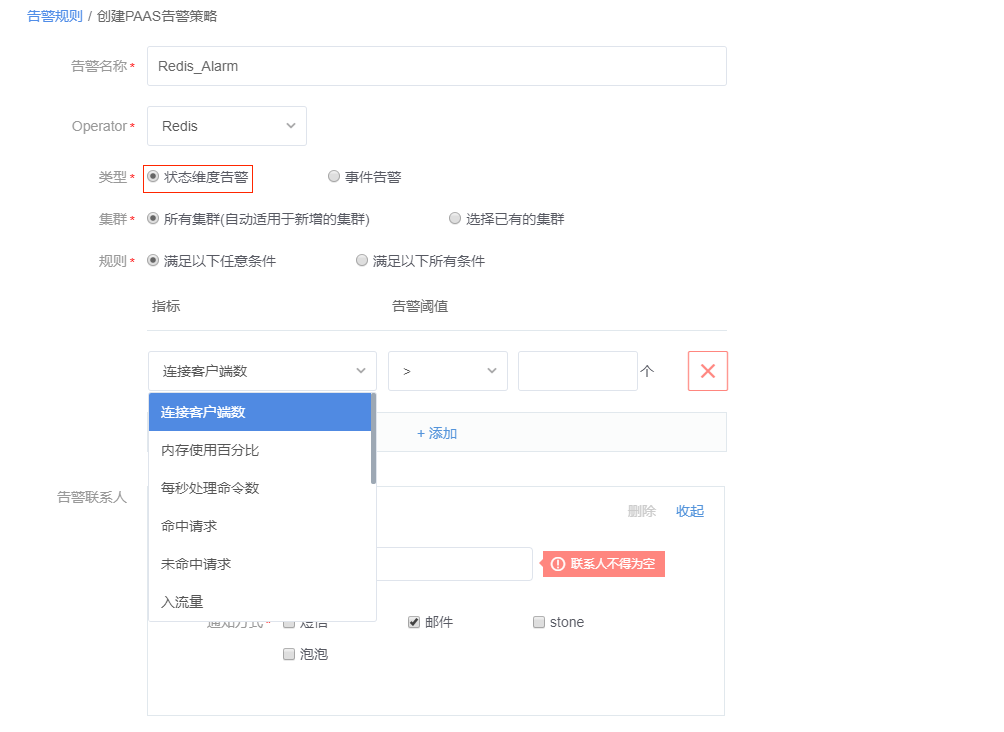 告警规则 / 创建PAAS告警策略
告警名称* Redis_Alarm
Operator* Redis
类型* 状态维度告警 事件告警
集群* 所有集群(自动适用于新增的集群) 选择已有的集群
规则* 满足以下任意条件 满足以下所有条件
指标 告警阈值
连接客户端数 > 个
连接客户端数
+ 添加
内存使用百分比
每秒处理命令数
告警联系人
删除 收起
命中请求
未命中请求
联系人不得为空
入流量
通知方式* 短信 邮件 stone
泡泡